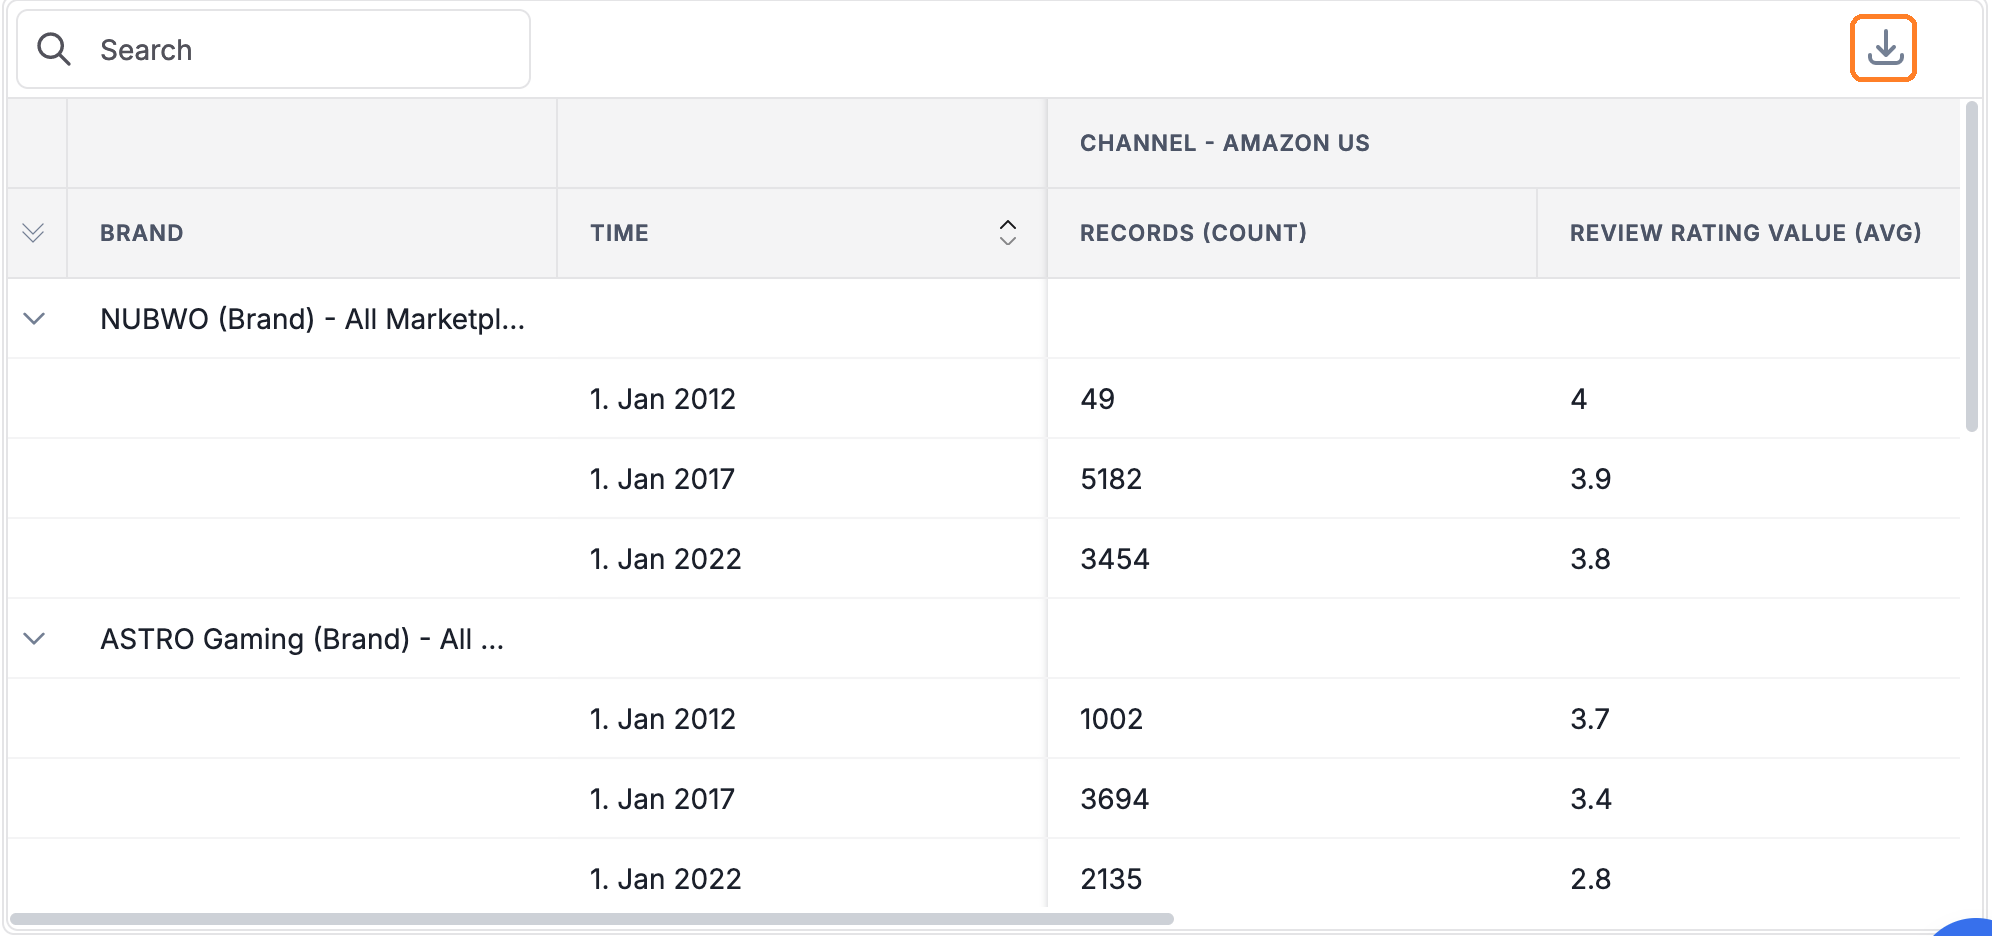 Search
CHANNEL - AMAZON US
BRAND TIME RECORDS (COUNT) REVIEW RATING VALUE (AVG)
NUBWO (Brand) - All Marketpl...
1. Jan 2012 49 4
1. Jan 2017 5182 3.9
1. Jan 2022 3454 3.8
ASTRO Gaming (Brand) - All ...
1. Jan 2012 1002 3.7
1. Jan 2017 3694 3.4
1. Jan 2022 2135 2.8